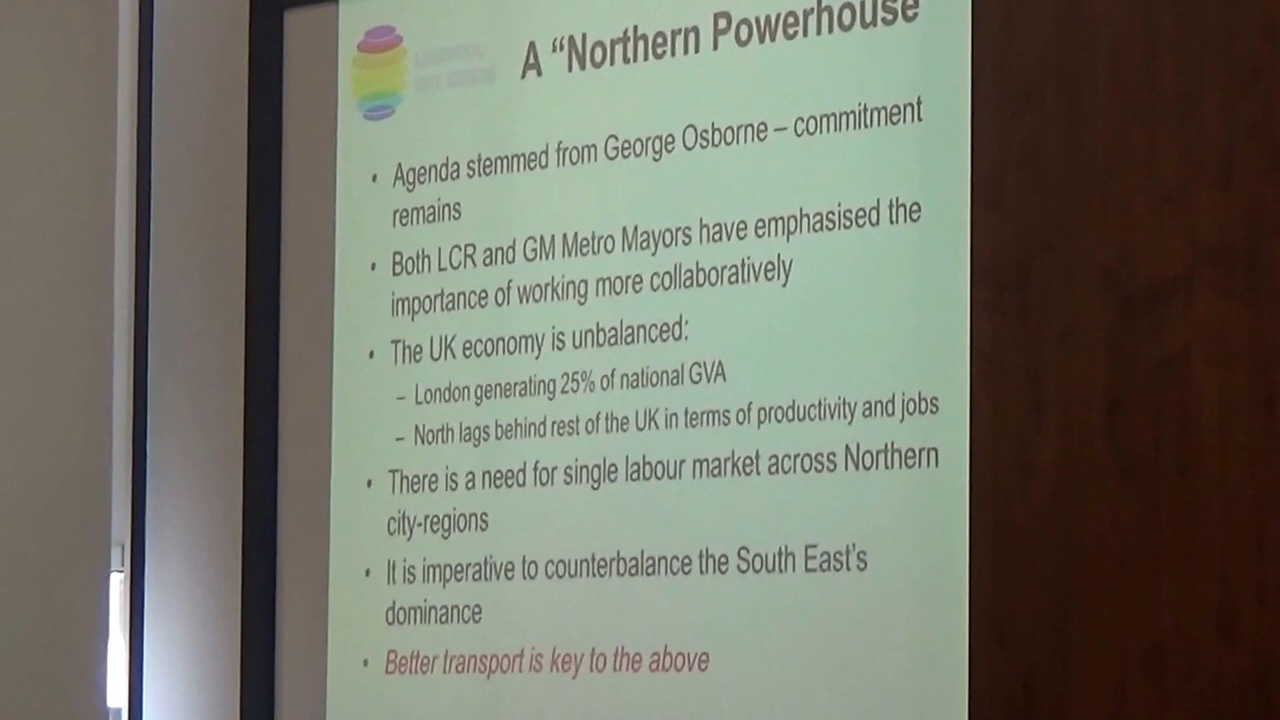 A “Northern Powerhouse
• Agenda stemmed from George Osborne – commitment
remains
• Both LCR and GM Metro Mayors have emphasised the
importance of working more collaboratively
• The UK economy is unbalanced:
– London generating 25% of national GVA
– North lags behind rest of the UK in terms of productivity and jobs
• There is a need for single labour market across Northern
city-regions
• It is imperative to counterbalance the South East's
dominance
• Better transport is key to the above